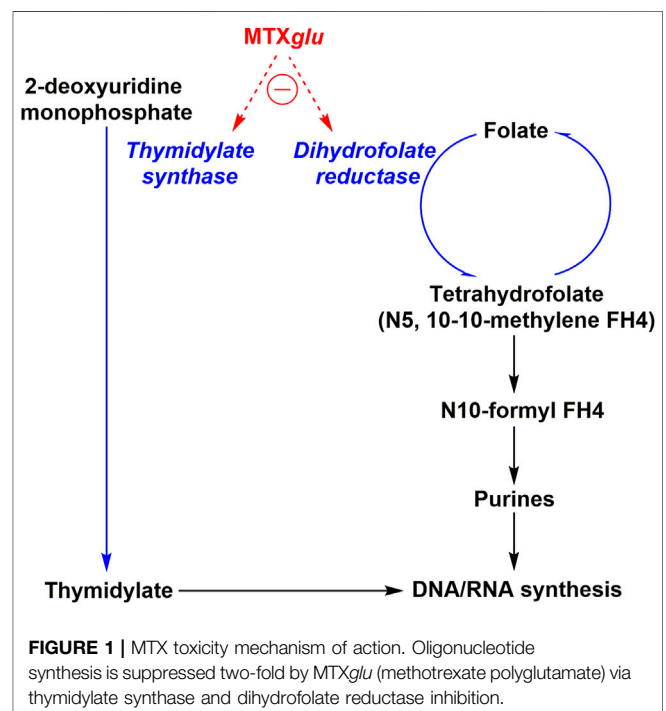 MTXglu
2-deoxyuridine
monophosphate
Thymidylate
synthase
Dihydrofolate
reductase
Folate
Tetrahydrofolate
(N5, 10-10-methylene FH4)
N10-formyl FH4
Purines
Thymidylate
DNA/RNA synthesis
FIGURE 1 | MTX toxicity mechanism of action. Oligonucleotide
synthesis is suppressed two-fold by MTXglu (methotrexate polyglutamate) via
thymidylate synthase and dihydrofolate reductase inhibition.